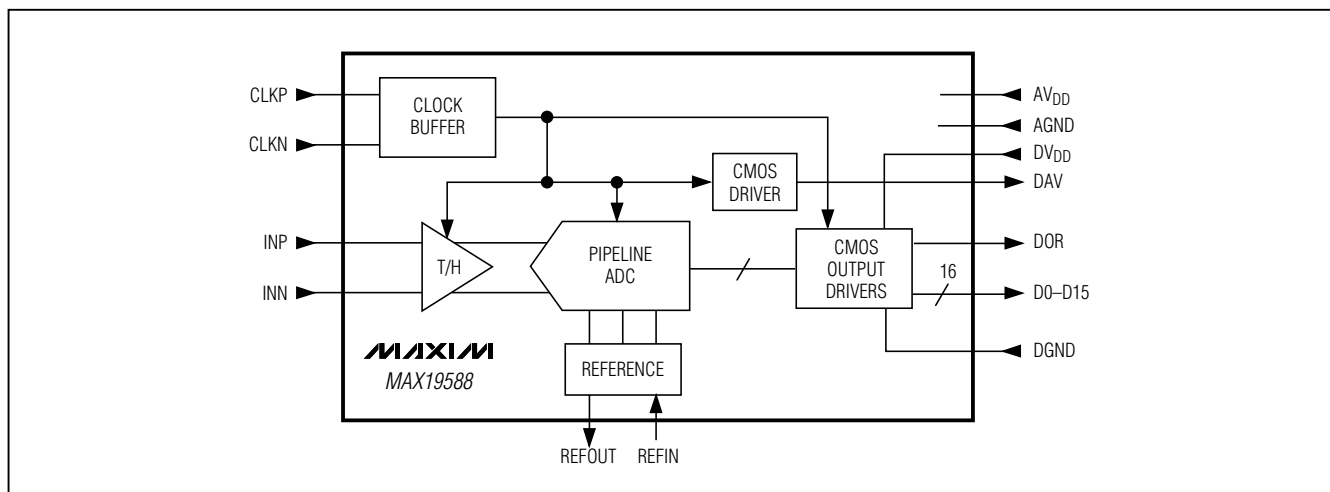 CLKP
CLKN
CLOCK
BUFFER
AVDD
AGND
DVDD
DAV
CMOS
DRIVER
INP
INN
T/H
PIPELINE
ADC
CMOS
OUTPUT
DRIVERS
DOR
16
D0–D15
DGND
MAXIM
MAX19588
REFERENCE
REFOUT
REFIN